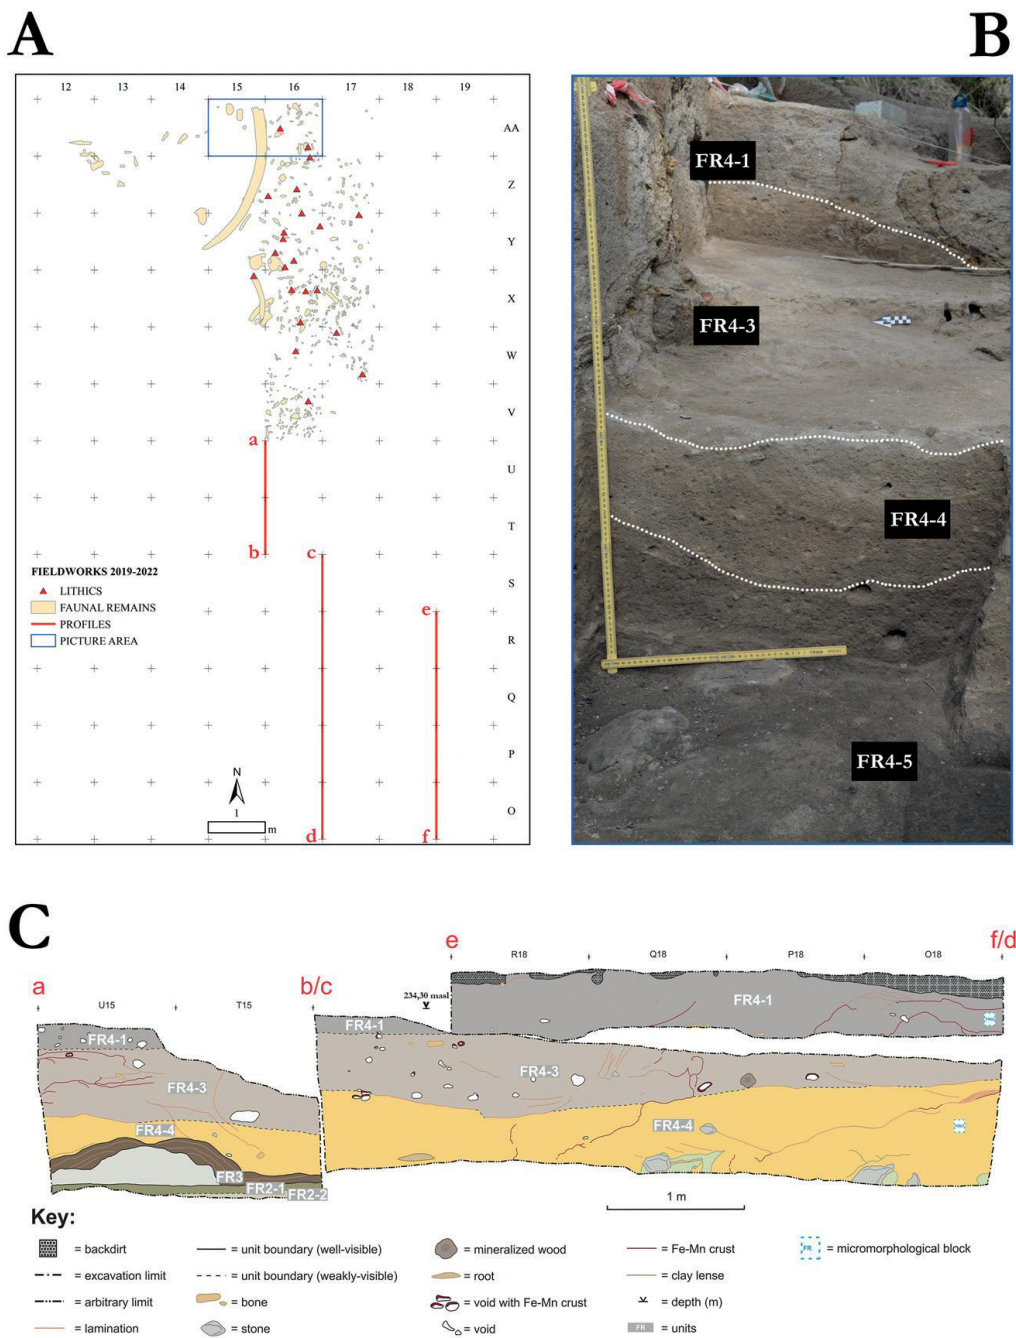 A
B
12 13 14 15 16 17 18 19
AA
Z
Y
X
W
V
a
U
T
b c
S
e
R
Q
P
O
d f
FIELDWORKS 2019-2022
LITHICS
FAUNAL REMAINS
PROFILES
PICTURE AREA
N
1
m
FR4-1
FR4-3
FR4-4
FR4-5
C
e R18 Q18 P18 O18 f/d
a U15 T15 b/c
234,30 masl
FR4-1
FR4-1
FR4-1
FR4-3
FR4-3
FR4-4
FR4-4
FR3
FR2-1
FR2-2
1 m
Key:
= backdirt
= excavation limit
= arbitrary limit
= lamination
= unit boundary (well-visible)
= unit boundary (weakly-visible)
= bone
= stone
= mineralized wood
= root
= void with Fe-Mn crust
= void
= Fe-Mn crust
= clay lense
= depth (m)
FR = units
FR = micromorphological block